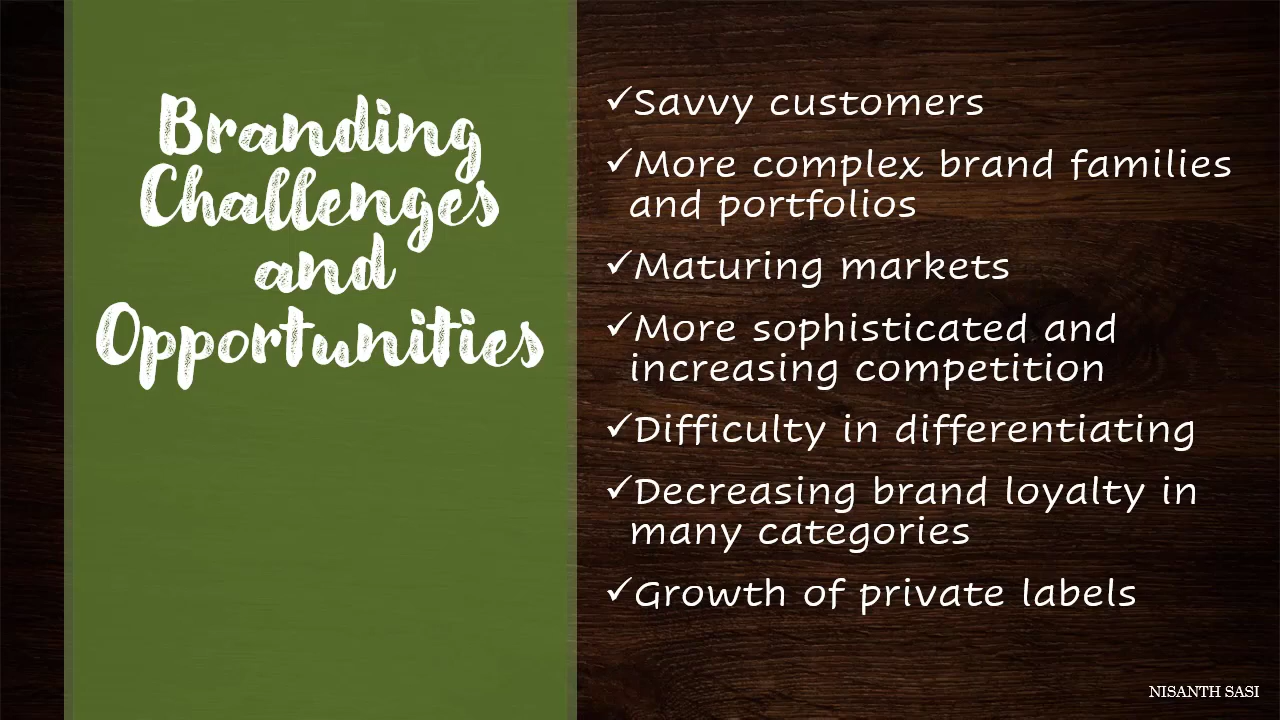 Branding
Challenges
and
Opportunities
✓Savvy customers
✓More complex brand families
and portfolios
✓Maturing markets
✓More sophisticated and
increasing competition
✓Difficulty in differentiating
✓Decreasing brand loyalty in
many categories
✓Growth of private labels
NISANTH SASI